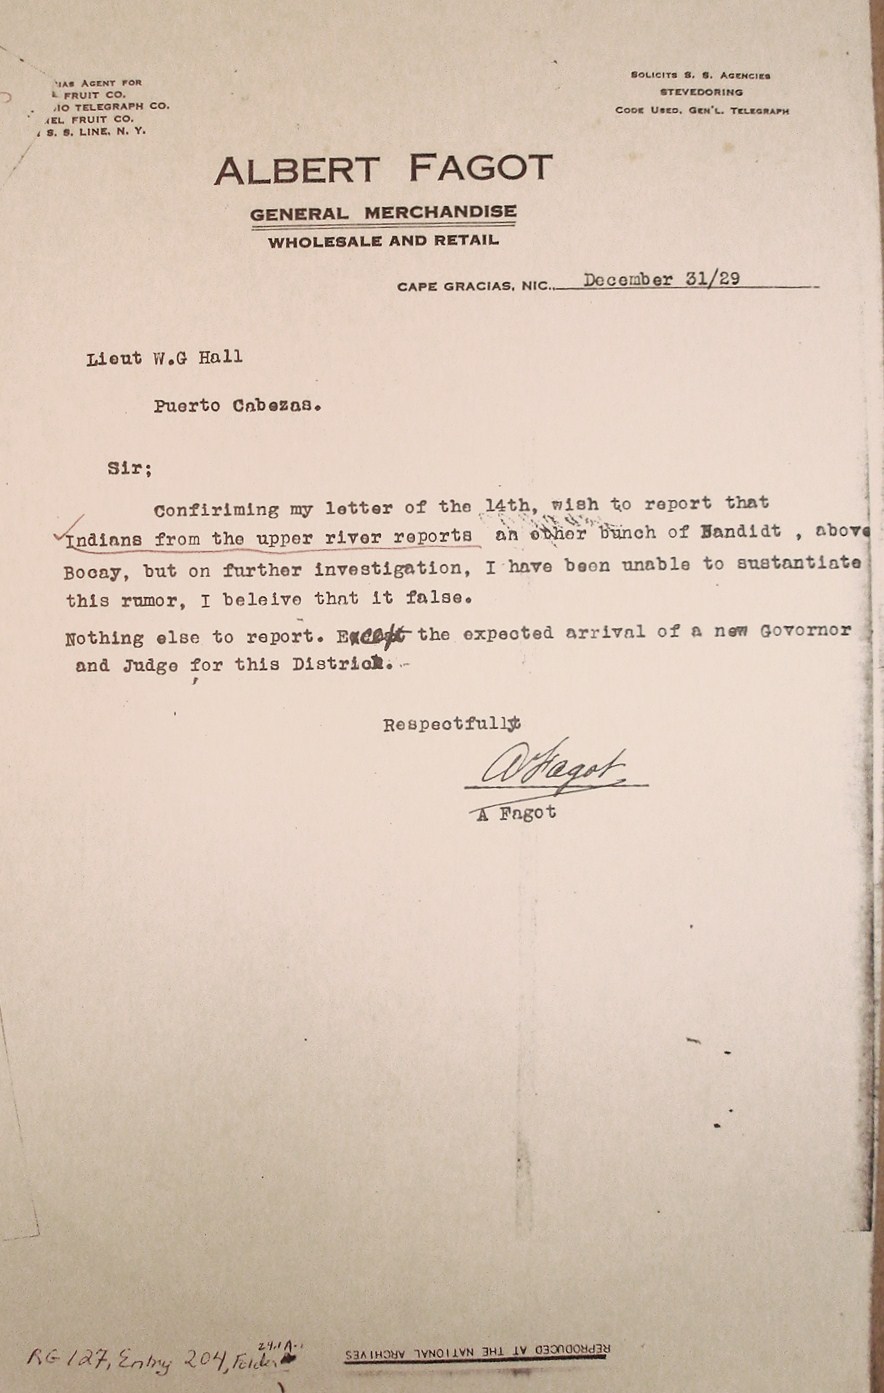 Agent for
Fruit Co.
Telegraph Co.
Fruit Co.
S. S. Line, N. Y.
Solicits S. S. Agencies
Stevedoring
Code Used, Gen'l. Telegraph
Albert Fagot
General Merchandise
Wholesale and Retail
Cape Gracias, Nic. December 31/29
Lieut W.G Hall
Puerto Cabezas.
Sir;
Confiriming my letter of the 14th, wish to report that
Indians from the upper river reports an other bunch of Bandidt , above
Bocay, but on further investigation, I have been unable to sustantiate
this rumor, I beleive that it false.
Nothing else to report. Except the expected arrival of a new Governor
and Judge for this District.
Respectfully
A Fagot
A Fagot
RG 127, Entry 204, Folder
REPRODUCED AT THE NATIONAL ARCHIVES